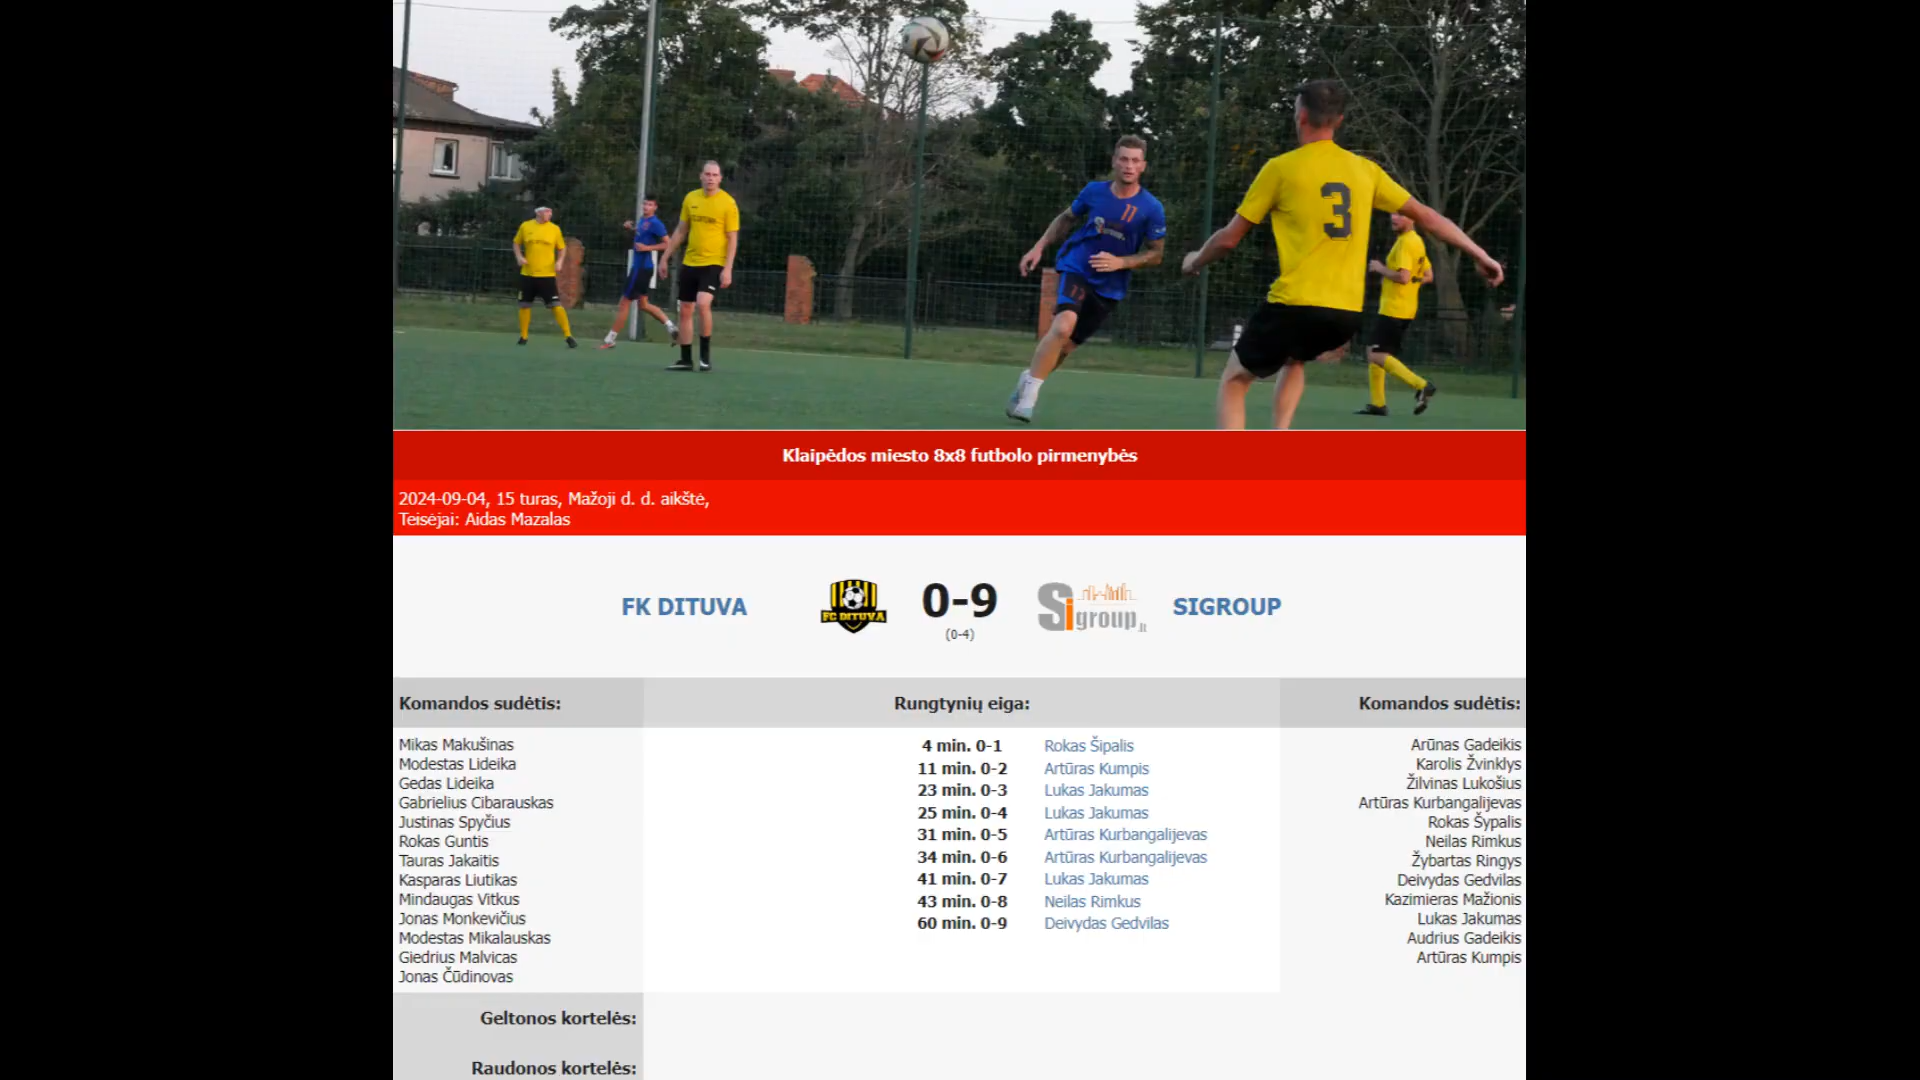 11
3
11
Klaipėdos miesto 8x8 futbolo pirmenybės
2024-09-04, 15 turas, Mažoji d. d. aikštė,
Teisėjai: Aidas Mazalas
FK DITUVA
FC DITUVA
0-9
(0-4)
Sigroup.lt
SIGROUP
Komandos sudėtis:
Rungtynių eiga:
Komandos sudėtis:
Mikas Makušinas
Modestas Lideika
Gedas Lideika
Gabrielius Cibarauskas
Justinas Spyčius
Rokas Guntis
Tauras Jakaitis
Kasparas Liutikas
Mindaugas Vitkus
Jonas Monkevičius
Modestas Mikalauskas
Giedrius Malvicas
Jonas Čūdinovas
4 min. 0-1 Rokas Šipalis
11 min. 0-2 Artūras Kumpis
23 min. 0-3 Lukas Jakumas
25 min. 0-4 Lukas Jakumas
31 min. 0-5 Artūras Kurbangalijevas
34 min. 0-6 Artūras Kurbangalijevas
41 min. 0-7 Lukas Jakumas
43 min. 0-8 Neilas Rimkus
60 min. 0-9 Deivydas Gedvilas
Arūnas Gadeikis
Karolis Žvinklys
Žilvinas Lukošius
Artūras Kurbangalijevas
Rokas Šypalis
Neilas Rimkus
Žybartas Ringys
Deivydas Gedvilas
Kazimieras Mažionis
Lukas Jakumas
Audrius Gadeikis
Artūras Kumpis
Geltonos kortelės:
Raudonos kortelės: